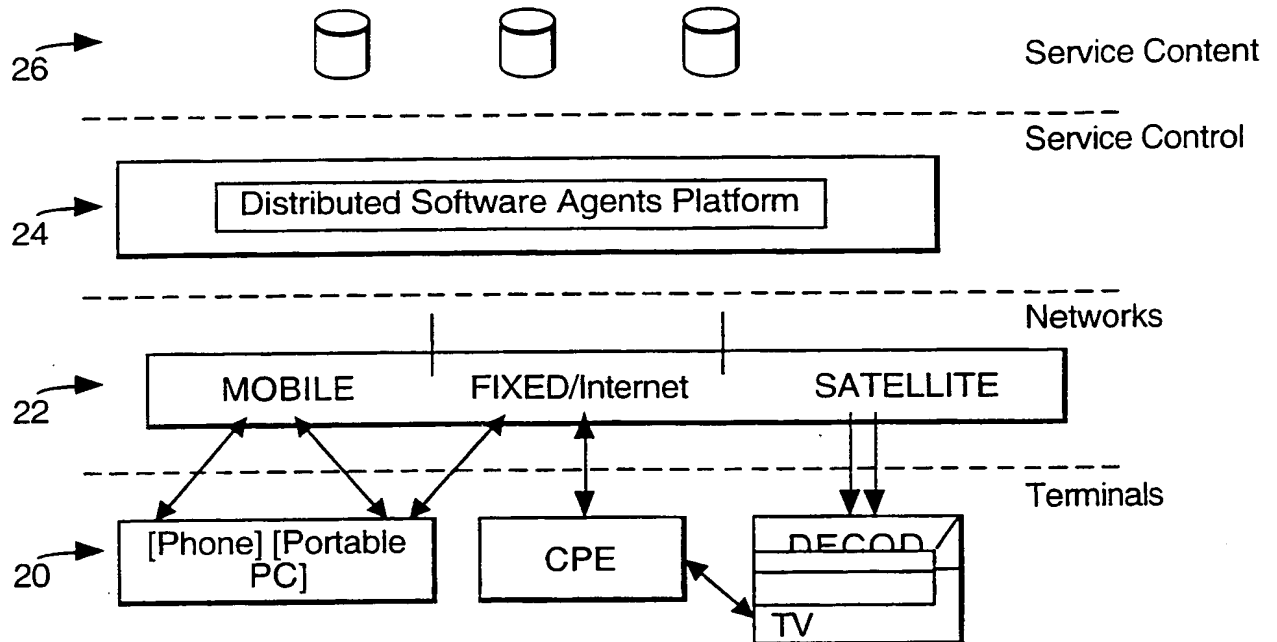 26
Service Content
Service Control
24
Distributed Software Agents Platform
Networks
22
MOBILE
FIXED/Internet
SATELLITE
Terminals
20
[Phone] [Portable
PC]
CPE
DECOD
TV